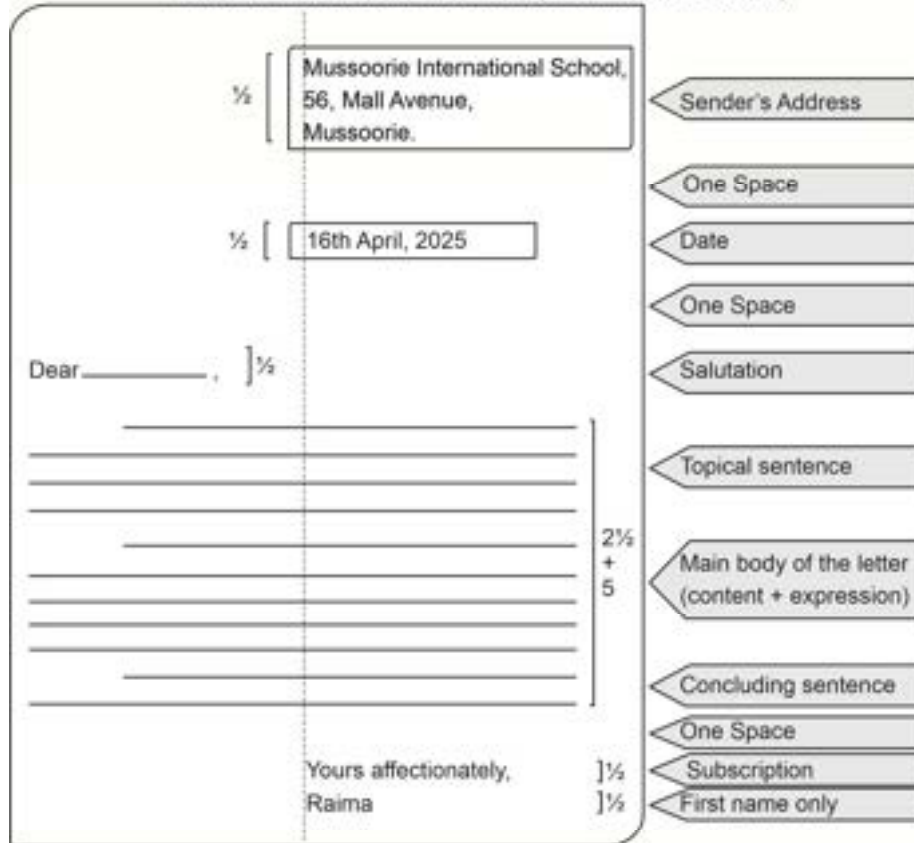 ½
Mussoorie International School,
56, Mall Avenue,
Mussoorie.
Sender's Address
One Space
½
16th April, 2025
Date
One Space
Dear ________ ,
½
Salutation
Topical sentence
2½
+
5
Main body of the letter
(content + expression)
Concluding sentence
One Space
Yours affectionately,
½
Subscription
Raima
½
First name only